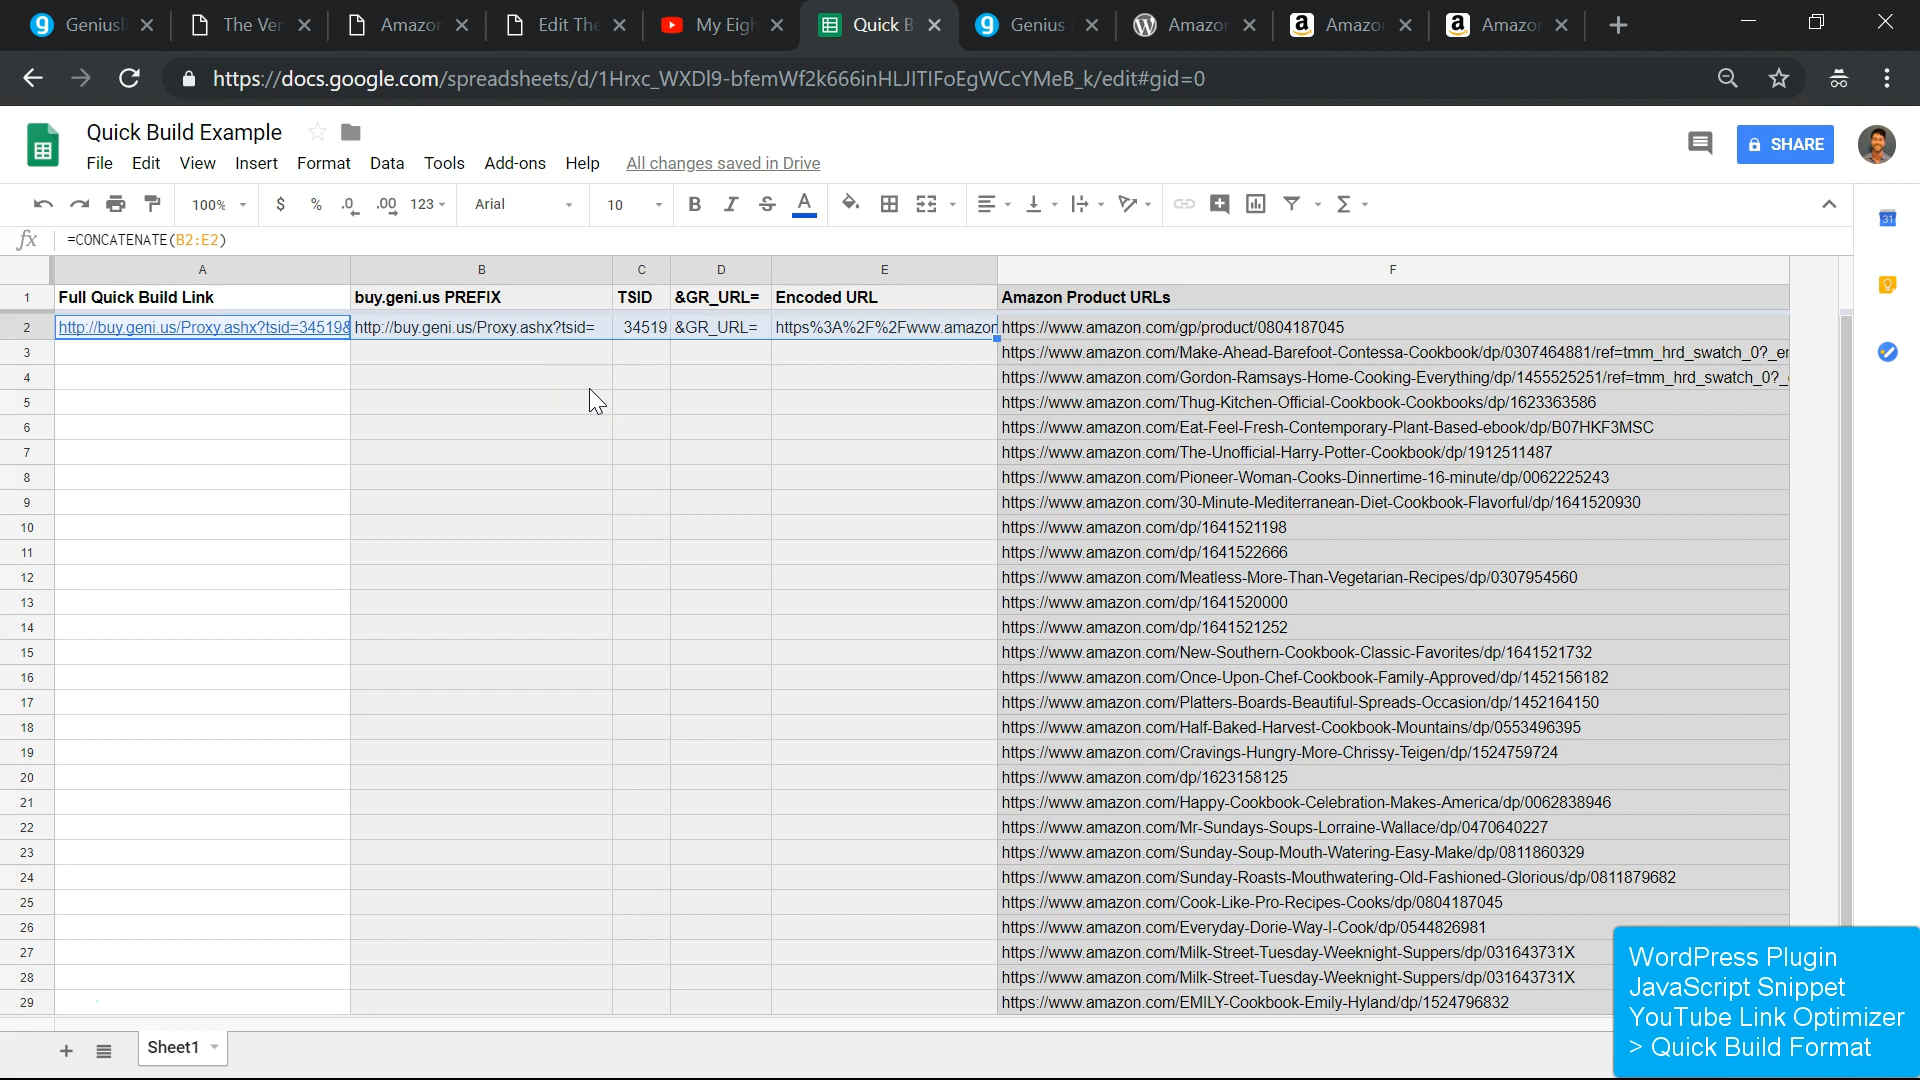 Geniusl
The Ver
Amazon
Edit The
My Eigh
Quick B
Genius
Amazon
Amazon
Amazon
https://docs.google.com/spreadsheets/d/1Hrxc_WXDl9-bfemWf2k666inHLJITIFoEgWCcYMeB_k/edit#gid=0
Quick Build Example
SHARE
File Edit View Insert Format Data Tools Add-ons Help All changes saved in Drive
100% $ % .0 .00 123 Arial 10 B I S A Σ
31
fx =CONCATENATE(B2:E2)
A B C D E F
1 Full Quick Build Link buy.geni.us PREFIX TSID &GR_URL= Encoded URL Amazon Product URLs
2 http://buy.geni.us/Proxy.ashx?tsid=34519& http://buy.geni.us/Proxy.ashx?tsid= 34519 &GR_URL= https%3A%2F%2Fwww.amazon https://www.amazon.com/gp/product/0804187045
3 https://www.amazon.com/Make-Ahead-Barefoot-Contessa-Cookbook/dp/0307464881/ref=tmm_hrd_swatch_0?_er
4 https://www.amazon.com/Gordon-Ramsays-Home-Cooking-Everything/dp/1455525251/ref=tmm_hrd_swatch_0?_
5 https://www.amazon.com/Thug-Kitchen-Official-Cookbook-Cookbooks/dp/1623363586
6 https://www.amazon.com/Eat-Feel-Fresh-Contemporary-Plant-Based-ebook/dp/B07HKF3MSC
7 https://www.amazon.com/The-Unofficial-Harry-Potter-Cookbook/dp/1912511487
8 https://www.amazon.com/Pioneer-Woman-Cooks-Dinnertime-16-minute/dp/0062225243
9 https://www.amazon.com/30-Minute-Mediterranean-Diet-Cookbook-Flavorful/dp/1641520930
10 https://www.amazon.com/dp/1641521198
11 https://www.amazon.com/dp/1641522666
12 https://www.amazon.com/Meatless-More-Than-Vegetarian-Recipes/dp/0307954560
13 https://www.amazon.com/dp/1641520000
14 https://www.amazon.com/dp/1641521252
15 https://www.amazon.com/New-Southern-Cookbook-Classic-Favorites/dp/1641521732
16 https://www.amazon.com/Once-Upon-Chef-Cookbook-Family-Approved/dp/1452156182
17 https://www.amazon.com/Platters-Boards-Beautiful-Spreads-Occasion/dp/1452164150
18 https://www.amazon.com/Half-Baked-Harvest-Cookbook-Mountains/dp/0553496395
19 https://www.amazon.com/Cravings-Hungry-More-Chrissy-Teigen/dp/1524759724
20 https://www.amazon.com/dp/1623158125
21 https://www.amazon.com/Happy-Cookbook-Celebration-Makes-America/dp/0062838946
22 https://www.amazon.com/Mr-Sundays-Soups-Lorraine-Wallace/dp/0470640227
23 https://www.amazon.com/Sunday-Soup-Mouth-Watering-Easy-Make/dp/0811860329
24 https://www.amazon.com/Sunday-Roasts-Mouthwatering-Old-Fashioned-Glorious/dp/0811879682
25 https://www.amazon.com/Cook-Like-Pro-Recipes-Cooks/dp/0804187045
26 https://www.amazon.com/Everyday-Dorie-Way-I-Cook/dp/0544826981
27 https://www.amazon.com/Milk-Street-Tuesday-Weeknight-Suppers/dp/031643731X
28 https://www.amazon.com/Milk-Street-Tuesday-Weeknight-Suppers/dp/031643731X
29 https://www.amazon.com/EMILY-Cookbook-Emily-Hyland/dp/1524796832
WordPress Plugin
JavaScript Snippet
YouTube Link Optimizer
> Quick Build Format
Sheet1